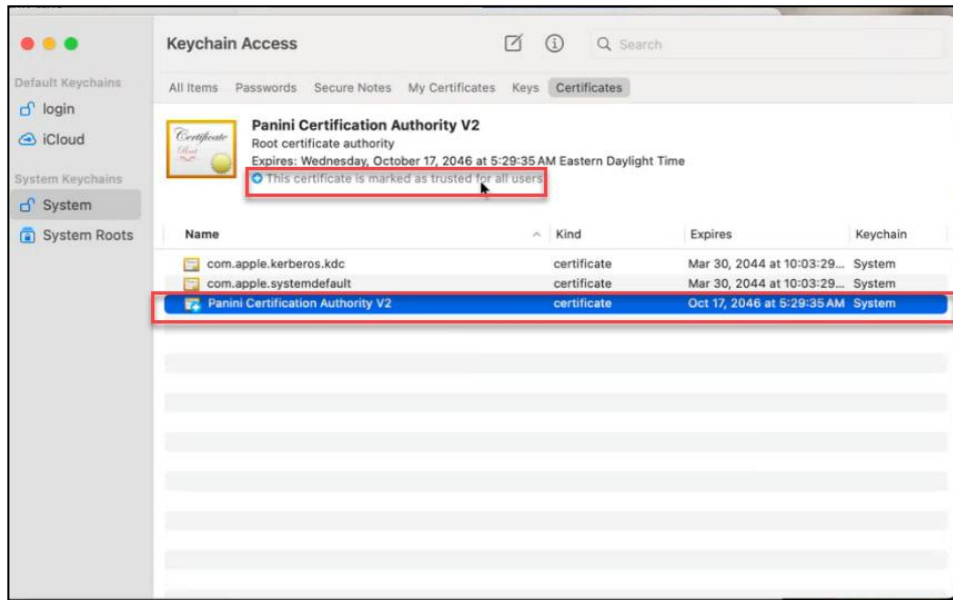 Keychain Access
Search
Default Keychains
login
iCloud
System Keychains
System
System Roots
All Items Passwords Secure Notes My Certificates Keys Certificates
Certificate
Root
Panini Certification Authority V2
Root certificate authority
Expires: Wednesday, October 17, 2046 at 5:29:35 AM Eastern Daylight Time
This certificate is marked as trusted for all users
Name Kind Expires Keychain
com.apple.kerberos.kdc certificate Mar 30, 2044 at 10:03:29... System
com.apple.systemdefault certificate Mar 30, 2044 at 10:03:29... System
Panini Certification Authority V2 certificate Oct 17, 2046 at 5:29:35 AM System